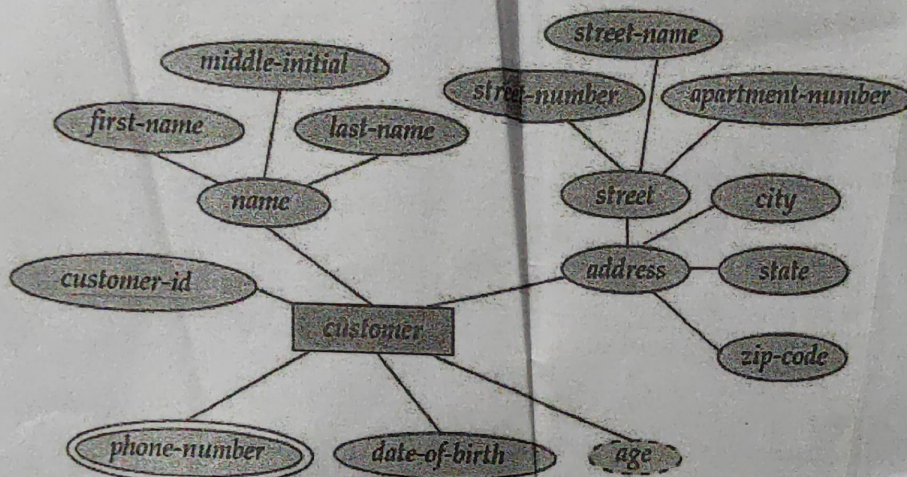 street-name
middle-initial
street-number apartment-number
first-name last-name
name street city
customer-id address state
customer
zip-code
phone-number date-of-birth age